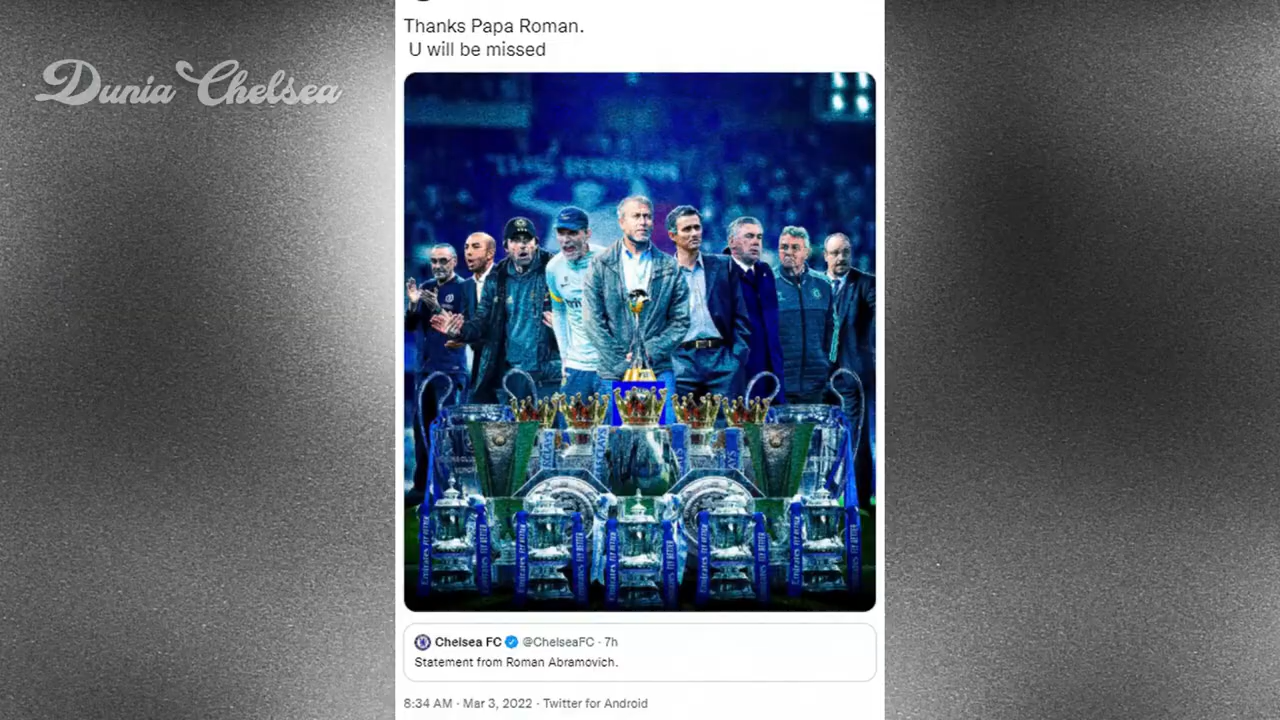 Thanks Papa Roman.
U will be missed
Dunia Chelsea
Chelsea FC @ChelseaFC · 7h
Statement from Roman Abramovich.
8:34 AM · Mar 3, 2022 · Twitter for Android